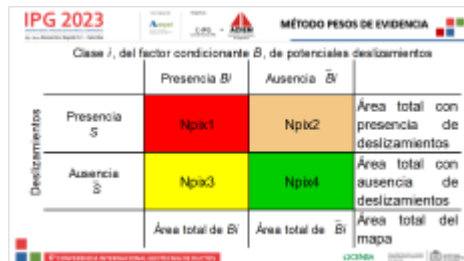 IPG 2023
MÉTODO PESOS DE EVIDENCIA
Clase i, del factor condicionante B, de potenciales deslizamientos
Presencia Bi
Ausencia B̄i
Deslizamientos
Presencia
S
Npix1
Npix2
Área total con
presencia de
deslizamientos
Ausencia
S̄
Npix3
Npix4
Área total con
ausencia de
deslizamientos
Área total de Bi
Área total de B̄i
Área total del
mapa